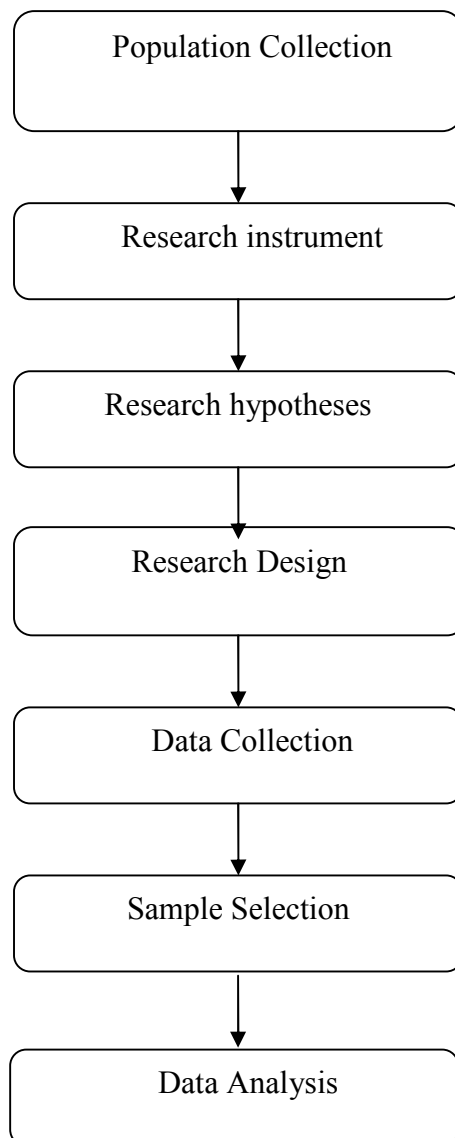 Population Collection
Research instrument
Research hypotheses
Research Design
Data Collection
Sample Selection
Data Analysis